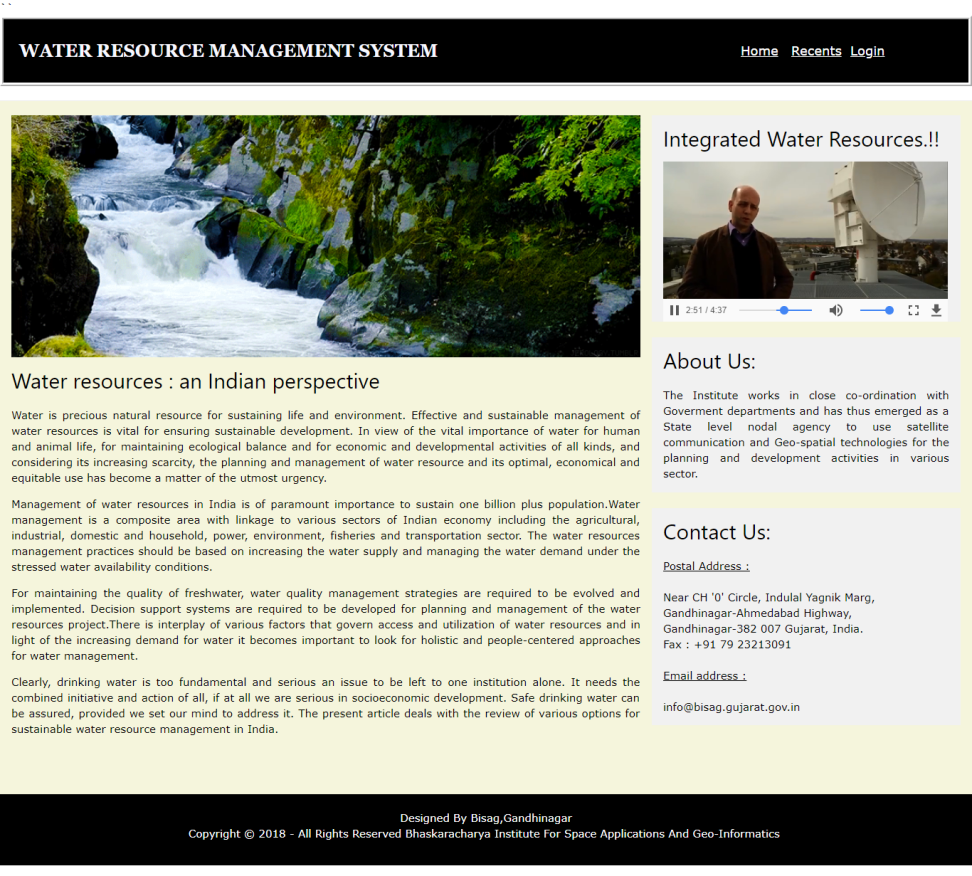 ``
WATER RESOURCE MANAGEMENT SYSTEM
Home Recents Login
Water resources : an Indian perspective
Water is precious natural resource for sustaining life and environment. Effective and sustainable management of
water resources is vital for ensuring sustainable development. In view of the vital importance of water for human
and animal life, for maintaining ecological balance and for economic and developmental activities of all kinds, and
considering its increasing scarcity, the planning and management of water resource and its optimal, economical and
equitable use has become a matter of the utmost urgency.
Management of water resources in India is of paramount importance to sustain one billion plus population.Water
management is a composite area with linkage to various sectors of Indian economy including the agricultural,
industrial, domestic and household, power, environment, fisheries and transportation sector. The water resources
management practices should be based on increasing the water supply and managing the water demand under the
stressed water availability conditions.
For maintaining the quality of freshwater, water quality management strategies are required to be evolved and
implemented. Decision support systems are required to be developed for planning and management of the water
resources project.There is interplay of various factors that govern access and utilization of water resources and in
light of the increasing demand for water it becomes important to look for holistic and people-centered approaches
for water management.
Clearly, drinking water is too fundamental and serious an issue to be left to one institution alone. It needs the
combined initiative and action of all, if at all we are serious in socioeconomic development. Safe drinking water can
be assured, provided we set our mind to address it. The present article deals with the review of various options for
sustainable water resource management in India.
Integrated Water Resources.!!
2:51 / 4:37
About Us:
The Institute works in close co-ordination with
Goverment departments and has thus emerged as a
State level nodal agency to use satellite
communication and Geo-spatial technologies for the
planning and development activities in various
sector.
Contact Us:
Postal Address :
Near CH '0' Circle, Indulal Yagnik Marg,
Gandhinagar-Ahmedabad Highway,
Gandhinagar-382 007 Gujarat, India.
Fax : +91 79 23213091
Email address :
info@bisag.gujarat.gov.in
Designed By Bisag,Gandhinagar
Copyright © 2018 - All Rights Reserved Bhaskaracharya Institute For Space Applications And Geo-Informatics